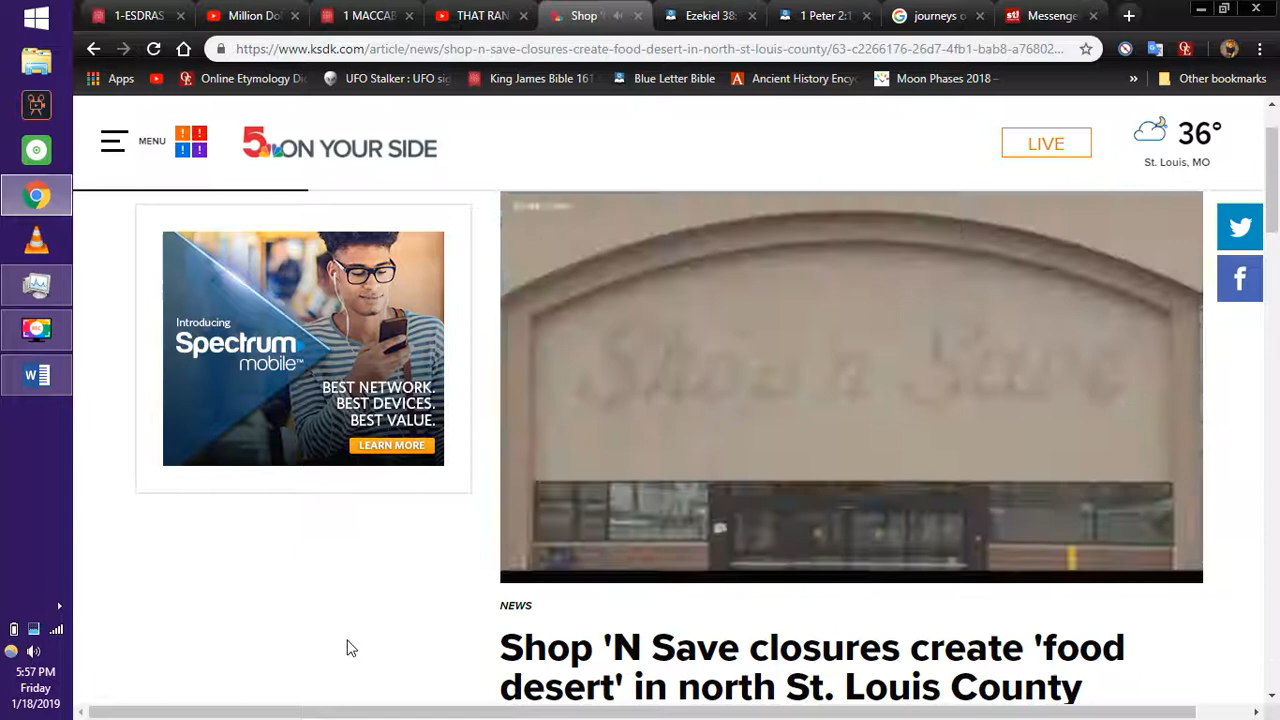 1-ESDRAS
Million Dol
1 MACCAB
THAT RAN
Shop '
Ezekiel 38:
1 Peter 2:1
journeys o
Messenge
https://www.ksdk.com/article/news/shop-n-save-closures-create-food-desert-in-north-st-louis-county/63-c2266176-26d7-4fb1-bab8-a76802...
Apps
Online Etymology Dic
UFO Stalker : UFO sig
King James Bible 161
Blue Letter Bible
Ancient History Ency
Moon Phases 2018 –
»
Other bookmarks
MENU
5 ON YOUR SIDE
LIVE
36°
St. Louis, MO
Introducing
Spectrum
mobile™
BEST NETWORK.
BEST DEVICES.
BEST VALUE.
LEARN MORE
Shop 'n Save
NEWS
Shop 'N Save closures create 'food
desert' in north St. Louis County
5:57 PM
Friday
1/18/2019